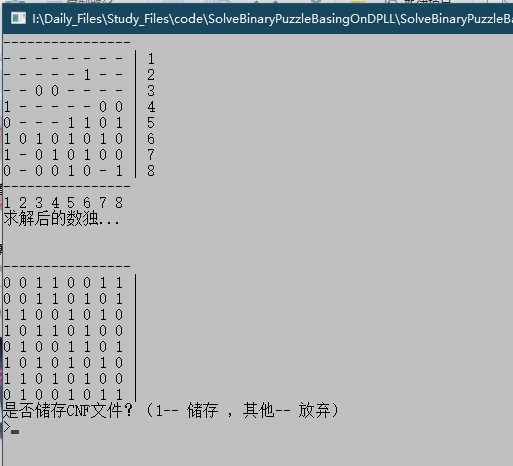 I:\Daily_Files\Study_Files\code\SolveBinaryPuzzleBasingOnDPLL\SolveBinaryPuzzleBa
----------------
- - - - - - - - | 1
- - - - - 1 - - | 2
- - 0 0 - - - - | 3
1 - - - - - 0 0 | 4
0 - - - 1 1 0 1 | 5
1 0 1 0 1 0 1 0 | 6
1 - 0 1 0 1 0 0 | 7
0 - 0 0 1 0 - 1 | 8
----------------
1 2 3 4 5 6 7 8
求解后的数独...
----------------
0 0 1 1 0 0 1 1 |
0 0 1 1 0 1 0 1 |
1 1 0 0 1 0 1 0 |
1 0 1 1 0 1 0 0 |
0 1 0 0 1 1 0 1 |
1 0 1 0 1 0 1 0 |
1 1 0 1 0 1 0 0 |
0 1 0 0 1 0 1 1 |
是否储存CNF文件? (1-- 储存 , 其他-- 放弃)
>_